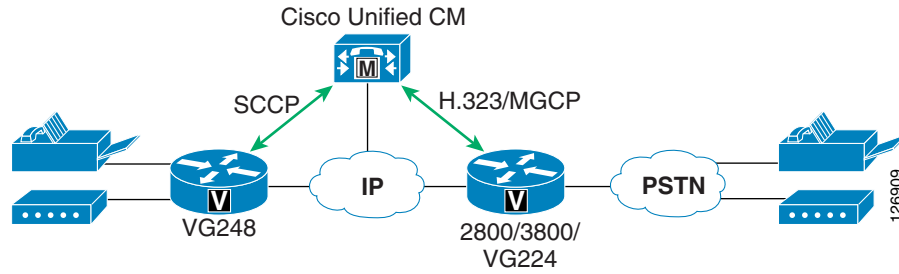 Cisco Unified CM
M
SCCP
H.323/MGCP
IP
PSTN
V
V
VG248
2800/3800/
VG224
126909